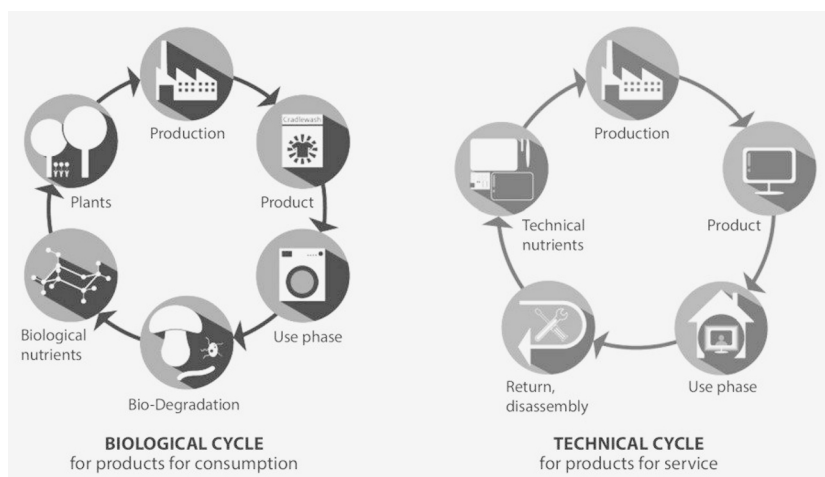 Production
Cradlewash
Product
Use phase
Bio-Degradation
Biological
nutrients
Plants
BIOLOGICAL CYCLE
for products for consumption
Production
Product
Use phase
Return,
disassembly
Technical
nutrients
TECHNICAL CYCLE
for products for service